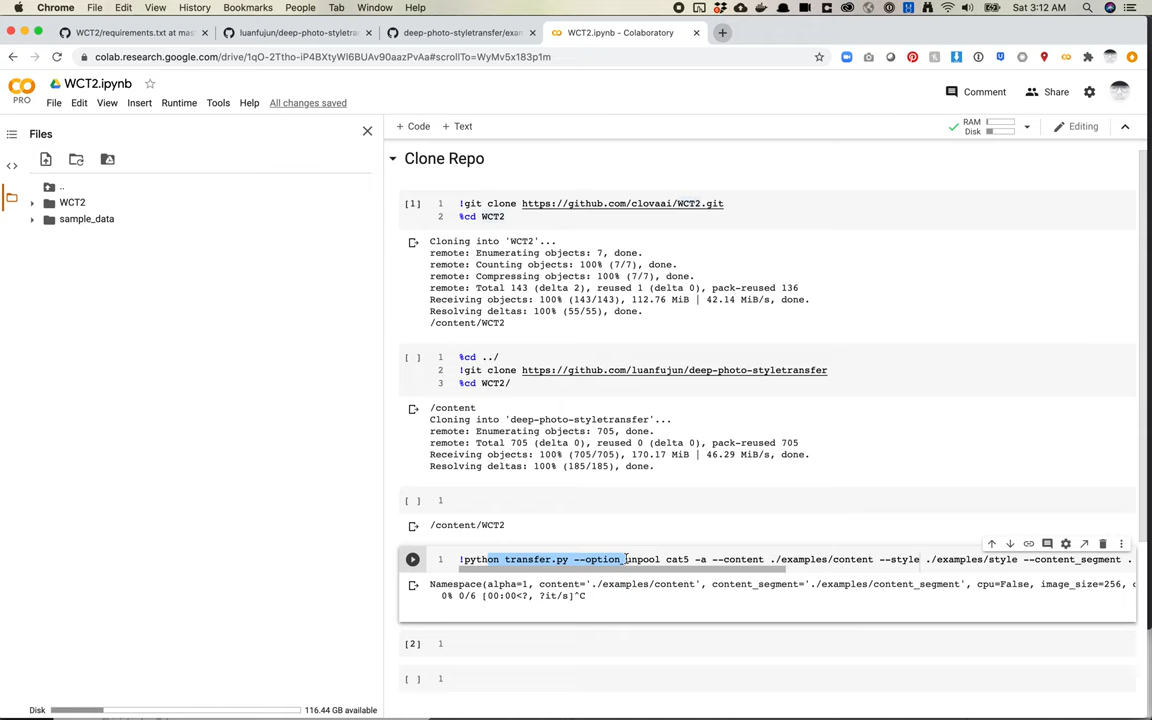 Chrome File Edit View History Bookmarks People Tab Window Help Sat 3:12 AM
WCT2/requirements.txt at mas × luanfujun/deep-photo-styletra × deep-photo-styletransfer/exam × WCT2.ipynb - Colaboratory × +
colab.research.google.com/drive/1qO-2Ttho-iP4BXtyWl6BUAv90aazPvAa#scrollTo=WyMv5x183p1m
WCT2.ipynb
PRO
File Edit View Insert Runtime Tools Help All changes saved
Comment Share
Files
+ Code + Text
RAM
Disk
Editing
..
WCT2
sample_data
Clone Repo
[1] 1 !git clone https://github.com/clovaai/WCT2.git
2 %cd WCT2
Cloning into 'WCT2'...
remote: Enumerating objects: 7, done.
remote: Counting objects: 100% (7/7), done.
remote: Compressing objects: 100% (7/7), done.
remote: Total 143 (delta 2), reused 1 (delta 0), pack-reused 136
Receiving objects: 100% (143/143), 112.76 MiB | 42.14 MiB/s, done.
Resolving deltas: 100% (55/55), done.
/content/WCT2
[ ] 1 %cd ../
2 !git clone https://github.com/luanfujun/deep-photo-styletransfer
3 %cd WCT2/
/content
Cloning into 'deep-photo-styletransfer'...
remote: Enumerating objects: 705, done.
remote: Total 705 (delta 0), reused 0 (delta 0), pack-reused 705
Receiving objects: 100% (705/705), 170.17 MiB | 46.29 MiB/s, done.
Resolving deltas: 100% (185/185), done.
[ ] 1
/content/WCT2
1 !python transfer.py --option_unpool cat5 -a --content ./examples/content --style ./examples/style --content_segment .
Namespace(alpha=1, content='./examples/content', content_segment='./examples/content_segment', cpu=False, image_size=256, o
0% 0/6 [00:00<?, ?it/s]^C
[2] 1
[ ] 1
Disk 116.44 GB available